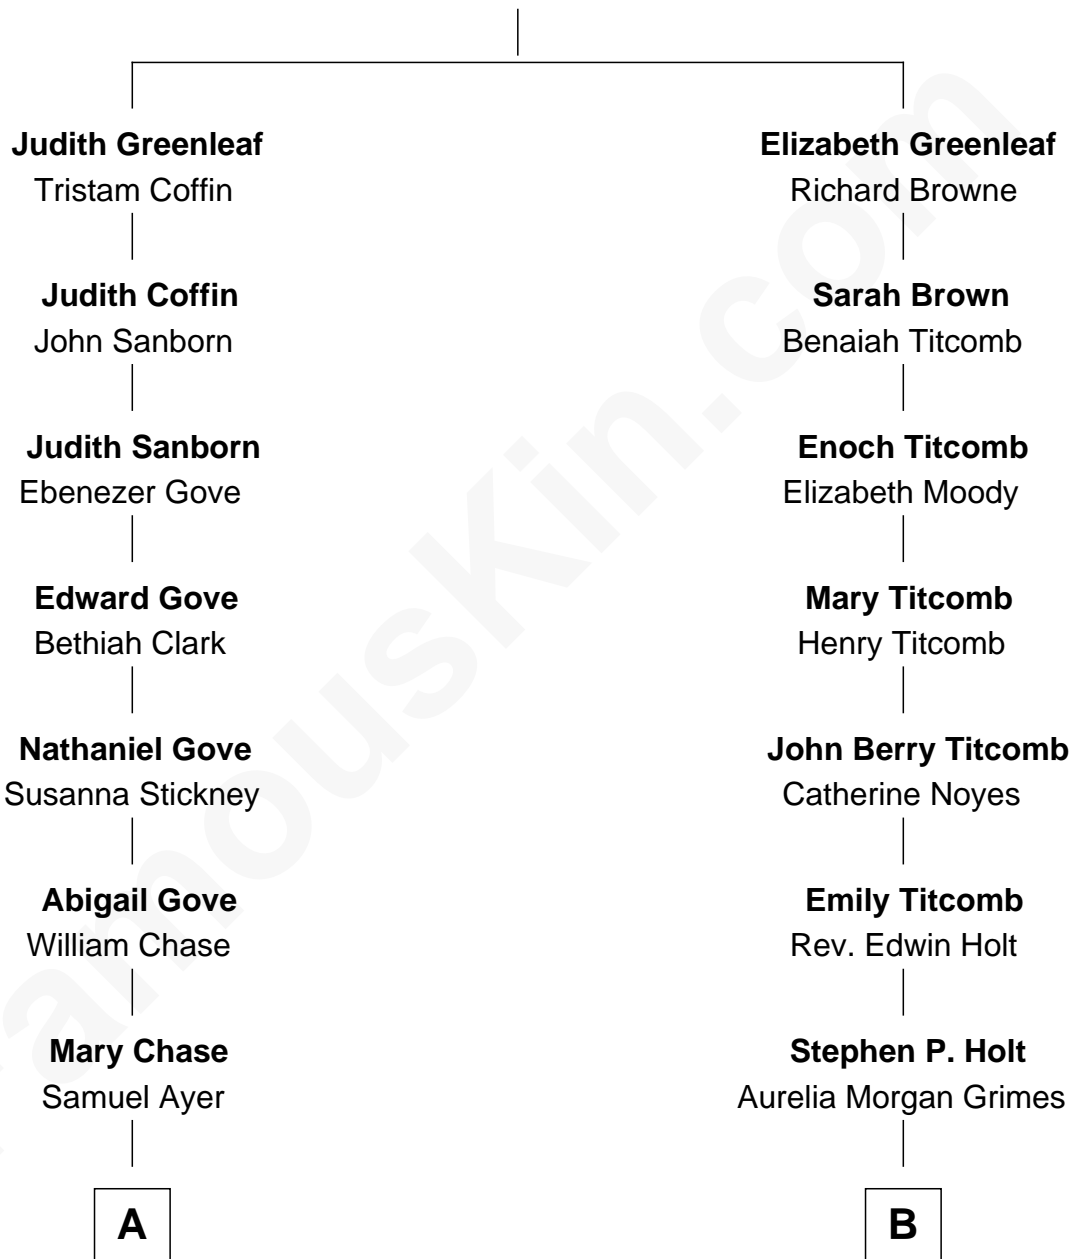 Judith Greenleaf
Tristam Coffin
Judith Coffin
John Sanborn
Judith Sanborn
Ebenezer Gove
Edward Gove
Bethiah Clark
Nathaniel Gove
Susanna Stickney
Abigail Gove
William Chase
Mary Chase
Samuel Ayer
A
Elizabeth Greenleaf
Richard Browne
Sarah Brown
Benaiah Titcomb
Enoch Titcomb
Elizabeth Moody
Mary Titcomb
Henry Titcomb
John Berry Titcomb
Catherine Noyes
Emily Titcomb
Rev. Edwin Holt
Stephen P. Holt
Aurelia Morgan Grimes
B
FamousKin.com